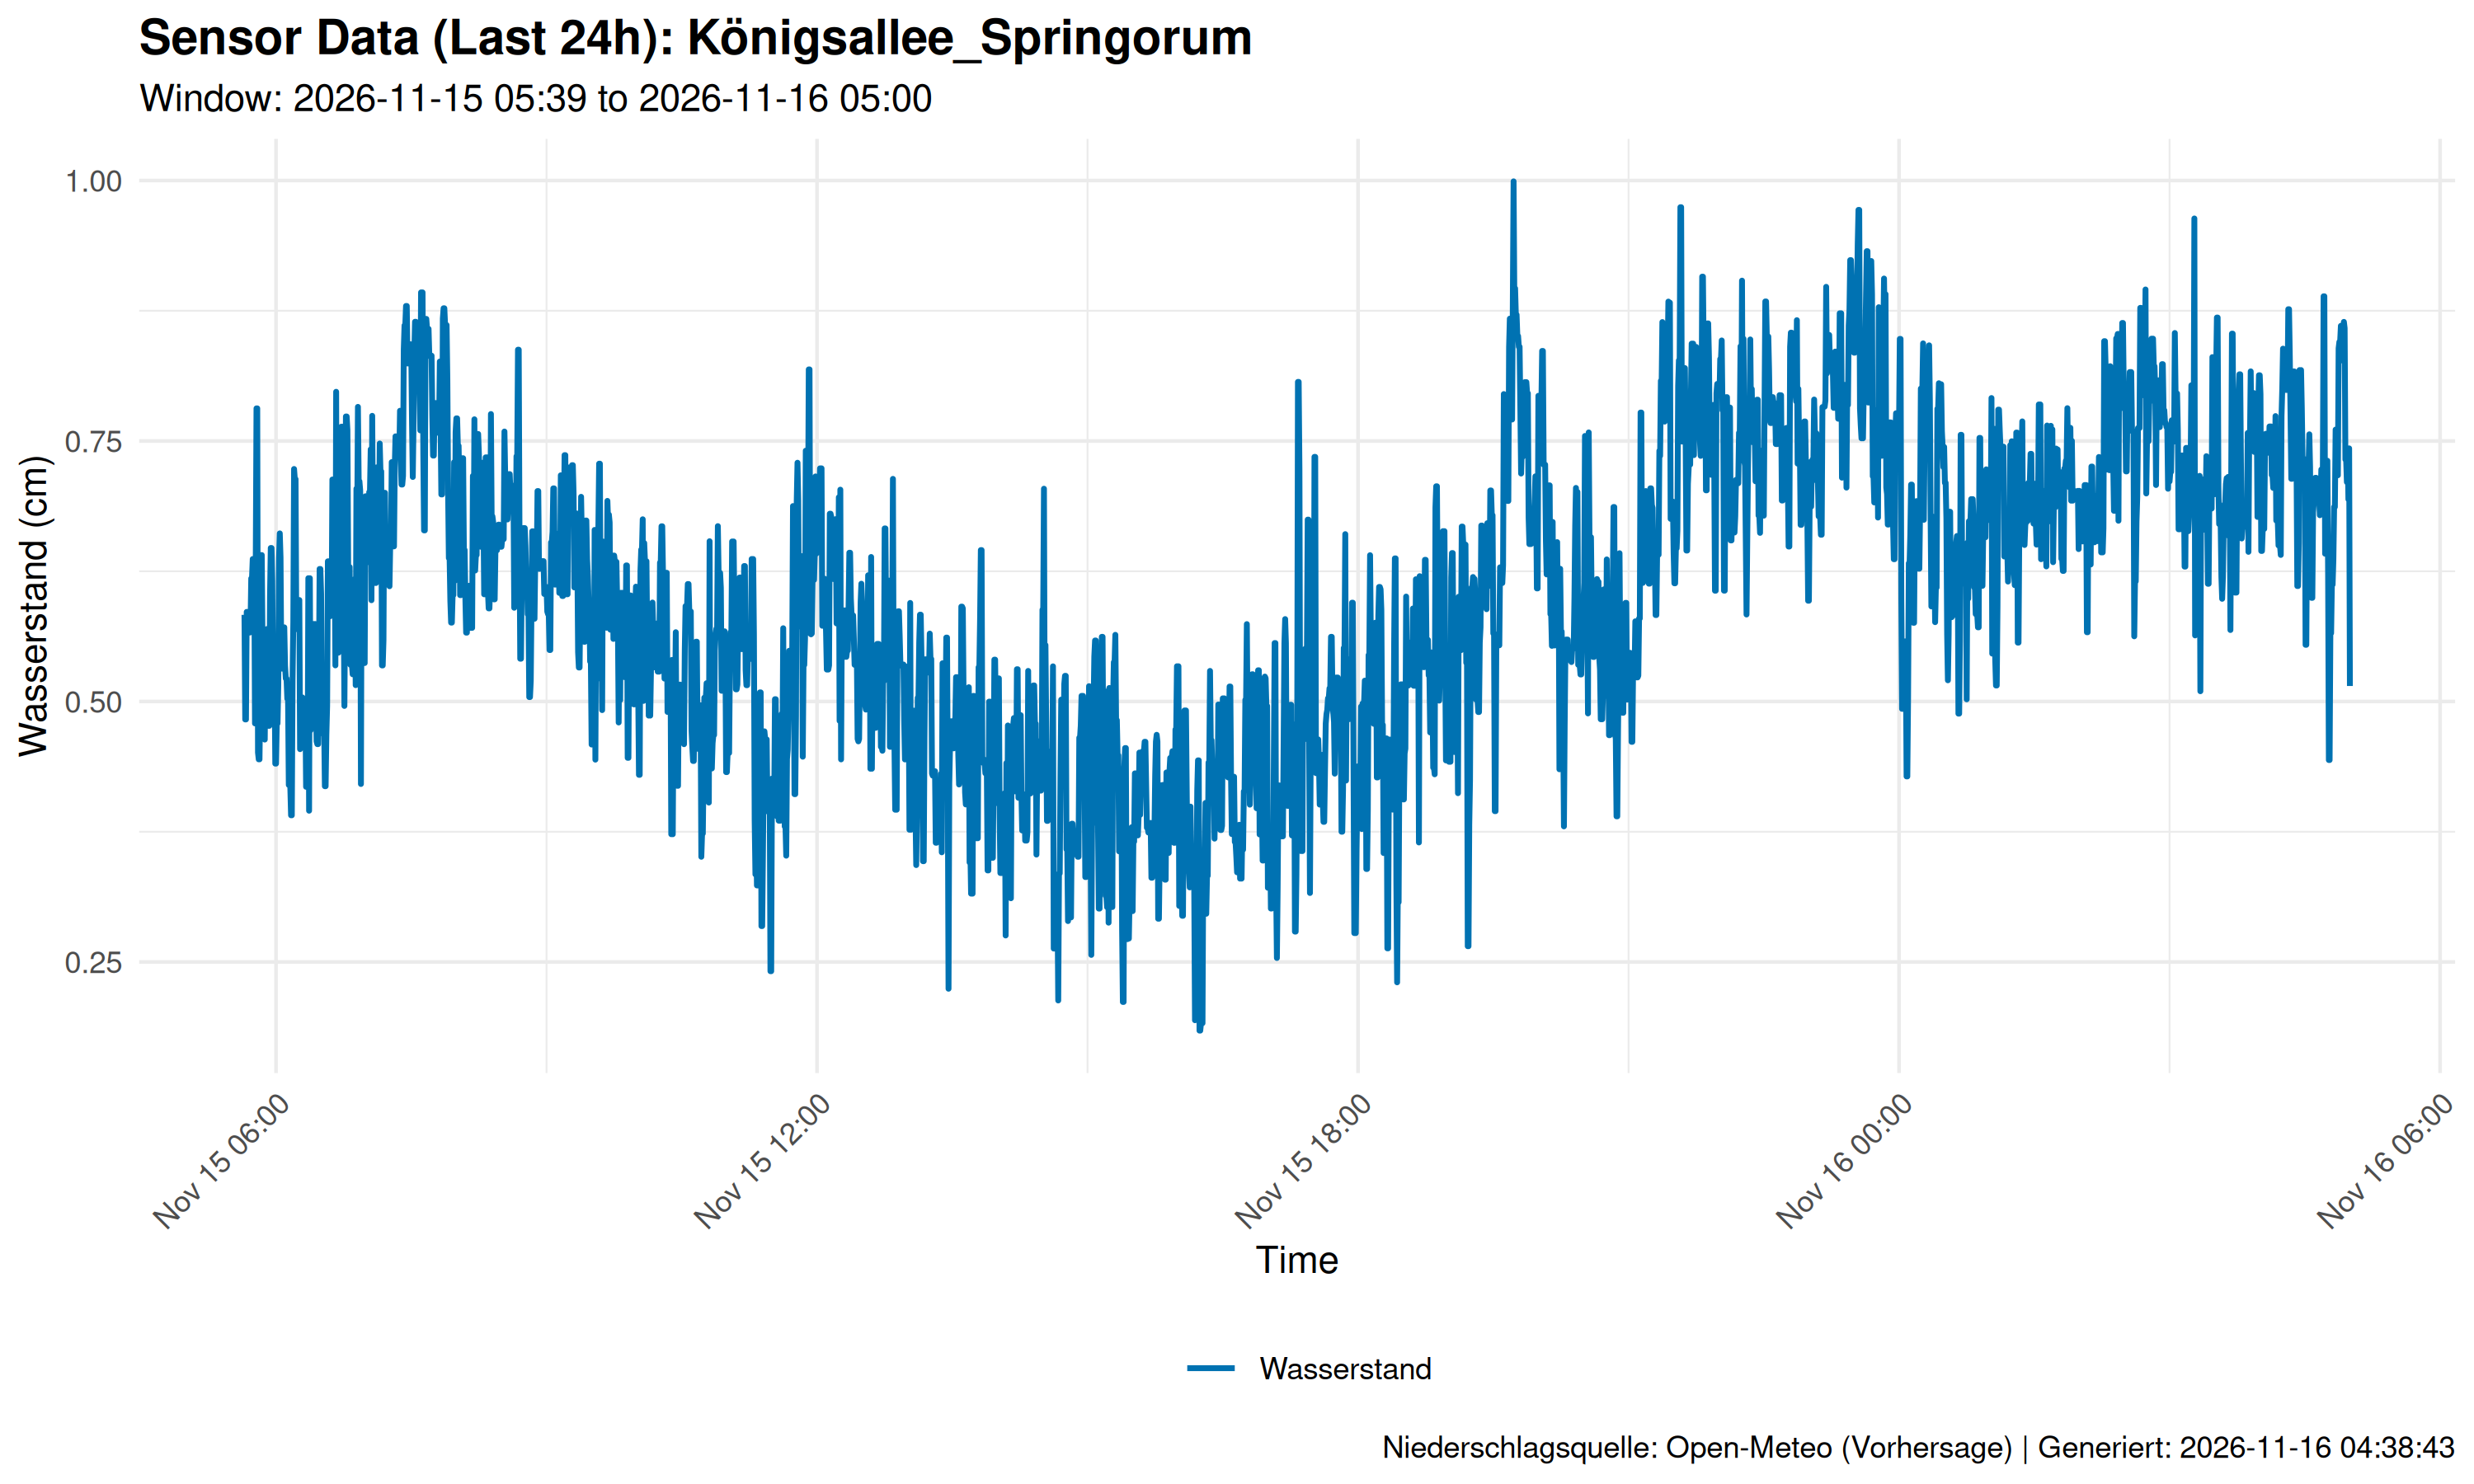 Sensor Data (Last 24h): Königsallee_Springorum
Window: 2026-11-15 05:39 to 2026-11-16 05:00
Wasserstand (cm)
1.00
0.75
0.50
0.25
Nov 15 06:00
Nov 15 12:00
Nov 15 18:00
Nov 16 00:00
Nov 16 06:00
Time
Wasserstand
Niederschlagsquelle: Open-Meteo (Vorhersage) | Generiert: 2026-11-16 04:38:43